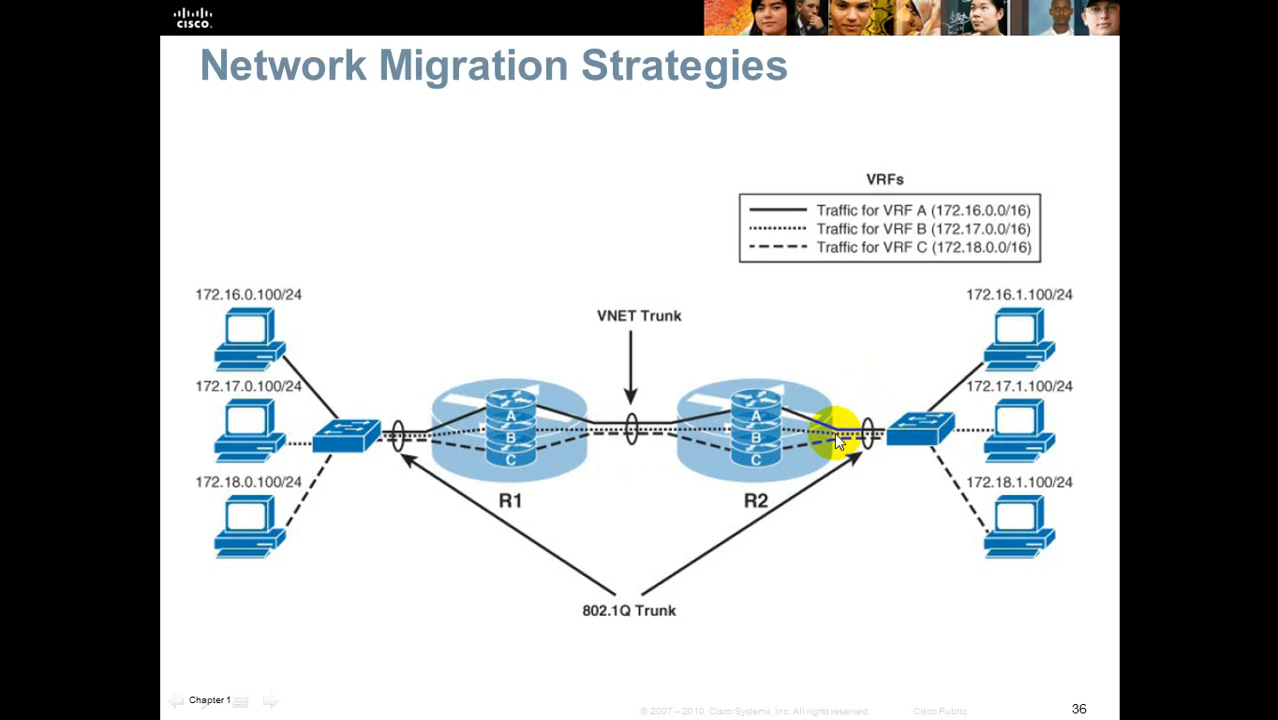 CISCO.
Network Migration Strategies
VRFs
Traffic for VRF A (172.16.0.0/16)
Traffic for VRF B (172.17.0.0/16)
Traffic for VRF C (172.18.0.0/16)
172.16.0.100/24
172.16.1.100/24
VNET Trunk
172.17.0.100/24
172.17.1.100/24
A
B
C
A
B
C
172.18.0.100/24
172.18.1.100/24
R1
R2
802.1Q Trunk
Chapter 1
© 2007 – 2010, Cisco Systems, Inc. All rights reserved.
Cisco Public
36